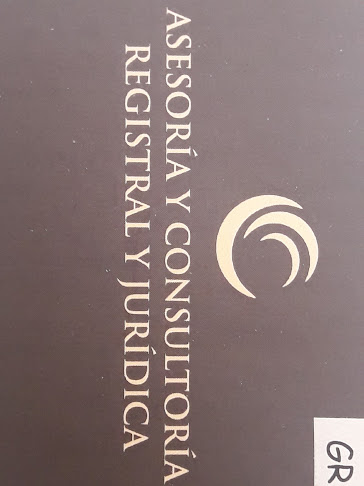 ASESORÍA Y CONSULTORÍA
REGISTRAL Y JURÍDICA
GR